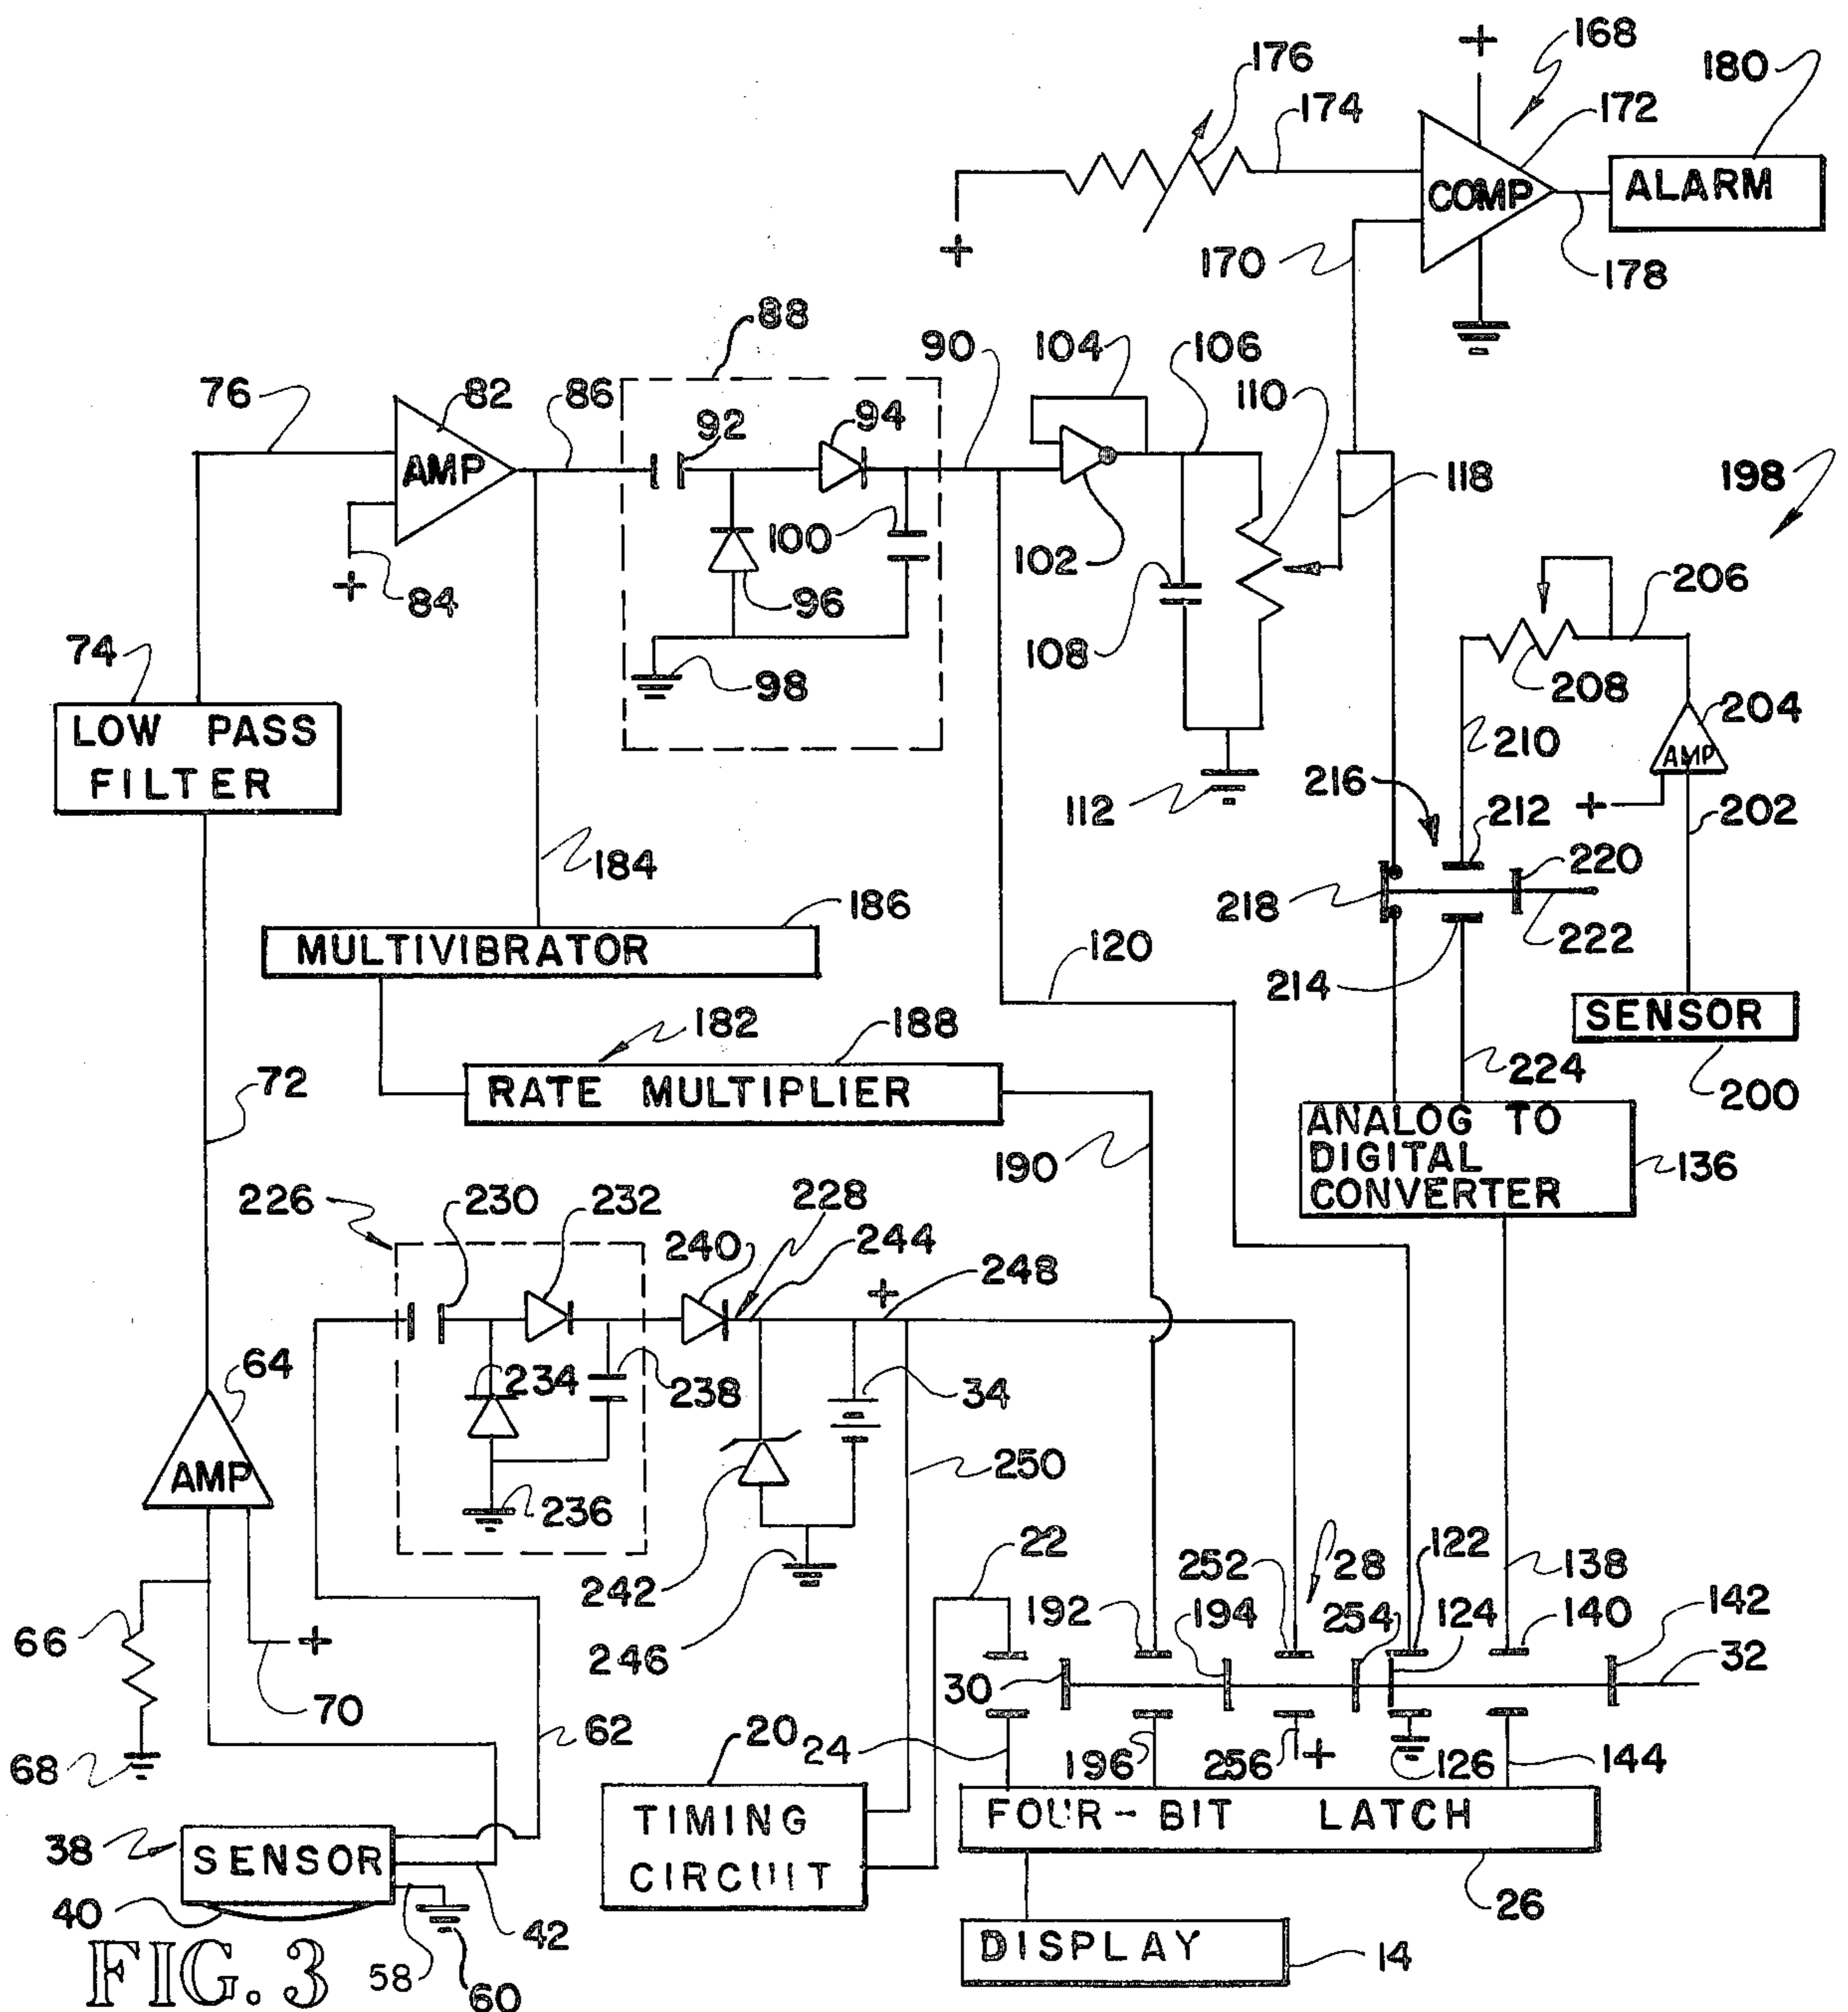 + 168
176 180
174 172
COMP ALARM
+
170 178
88
90 104 106
76 82 86 92 94 110
AMP
118 198
100 102
+ 84 96 206
74 98 108 208
204
LOW PASS FILTER
210 AMP
112 216 212 + 202
184 220
186 218
MULTIVIBRATOR 222
120 214
182 188 SENSOR
72 RATE MULTIPLIER 224 200
190 ANALOG TO DIGITAL CONVERTER 136
226 230 232 228
240 244
+ 248
64 234 238 34
AMP 250
236
22 252 28 122 138
242 192 194 254 124 140 142
66 + 246 30 32
70
62 20 24
68 196 256 + 126 144
TIMING CIRCUIT FOUR-BIT LATCH
38 SENSOR
40 42 26
58 60
DISPLAY 14
FIG. 3